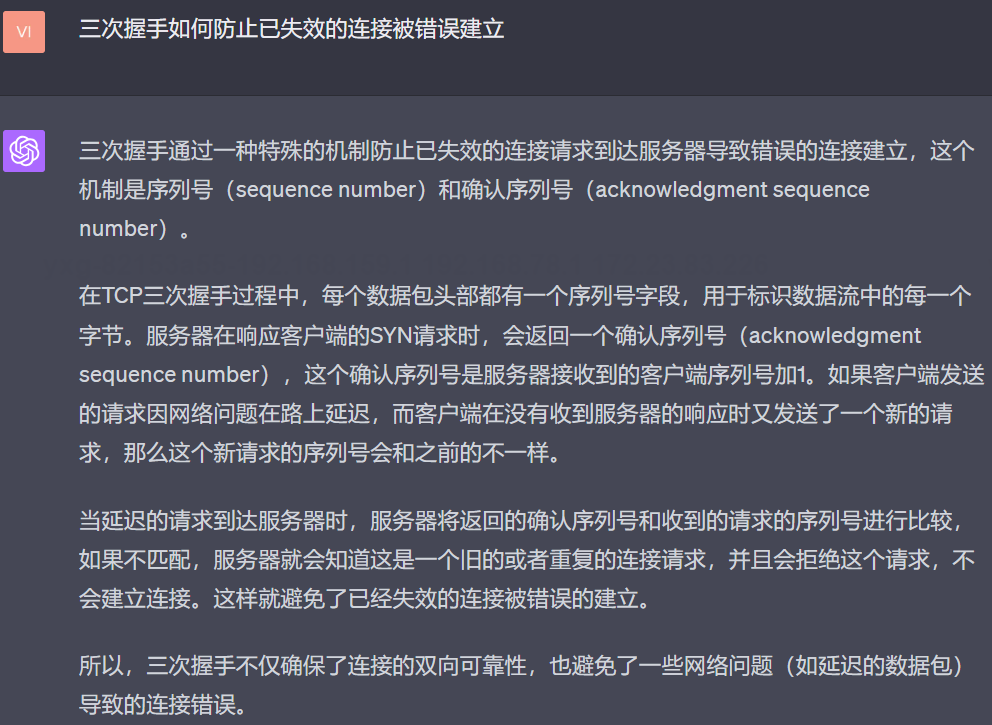 VI
三次握手如何防止已失效的连接被错误建立
三次握手通过一种特殊的机制防止已失效的连接请求到达服务器导致错误的连接建立，这个
机制是序列号（sequence number）和确认序列号（acknowledgment sequence
number）。
在TCP三次握手过程中，每个数据包头部都有一个序列号字段，用于标识数据流中的每一个
字节。服务器在响应客户端的SYN请求时，会返回一个确认序列号（acknowledgment
sequence number），这个确认序列号是服务器接收到的客户端序列号加1。如果客户端发送
的请求因网络问题在路上延迟，而客户端在没有收到服务器的响应时又发送了一个新的请
求，那么这个新请求的序列号会和之前的不一样。
当延迟的请求到达服务器时，服务器将返回的确认序列号和收到的请求的序列号进行比较，
如果不匹配，服务器就会知道这是一个旧的或者重复的连接请求，并且会拒绝这个请求，不
会建立连接。这样就避免了已经失效的连接被错误的建立。
所以，三次握手不仅确保了连接的双向可靠性，也避免了一些网络问题（如延迟的数据包）
导致的连接错误。